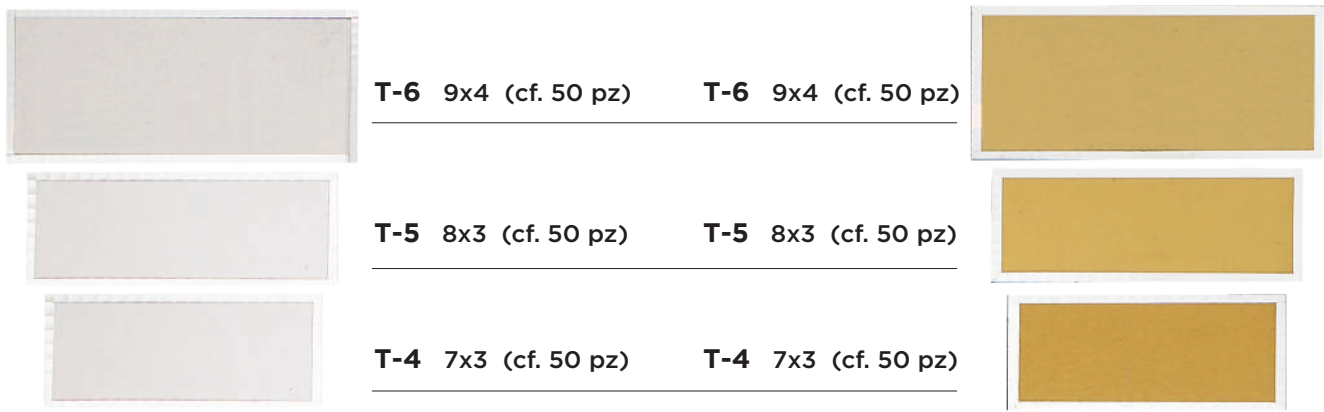 T-6 9x4 (cf. 50 pz) T-6 9x4 (cf. 50 pz)
T-5 8x3 (cf. 50 pz) T-5 8x3 (cf. 50 pz)
T-4 7x3 (cf. 50 pz) T-4 7x3 (cf. 50 pz)